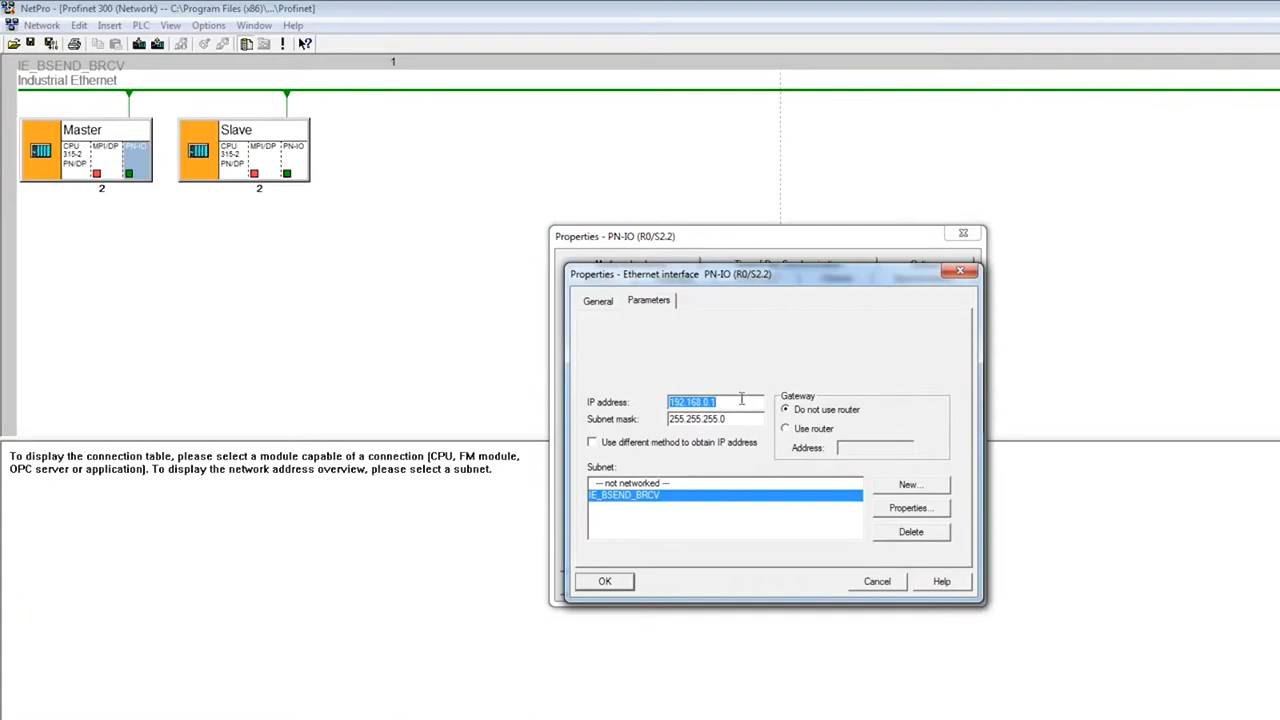 NetPro - [Profinet 300 (Network) -- C:\Program Files (x86)\...\Profinet]
Network Edit Insert PLC View Options Window Help
1
IE_BSEND_BRCV
Industrial Ethernet
Master
CPU 315-2 PN/DP
MPI/DP
PN-IO
2
Slave
CPU 315-2 PN/DP
MPI/DP
PN-IO
2
To display the connection table, please select a module capable of a connection (CPU, FM module,
OPC server or application). To display the network address overview, please select a subnet.
Properties - PN-IO (R0/S2.2)
Properties - Ethernet interface PN-IO (R0/S2.2)
General Parameters
IP address: 192.168.0.1
Subnet mask: 255.255.255.0
Use different method to obtain IP address
Gateway
Do not use router
Use router
Address:
Subnet:
--- not networked ---
IE_BSEND_BRCV
New...
Properties...
Delete
OK Cancel Help